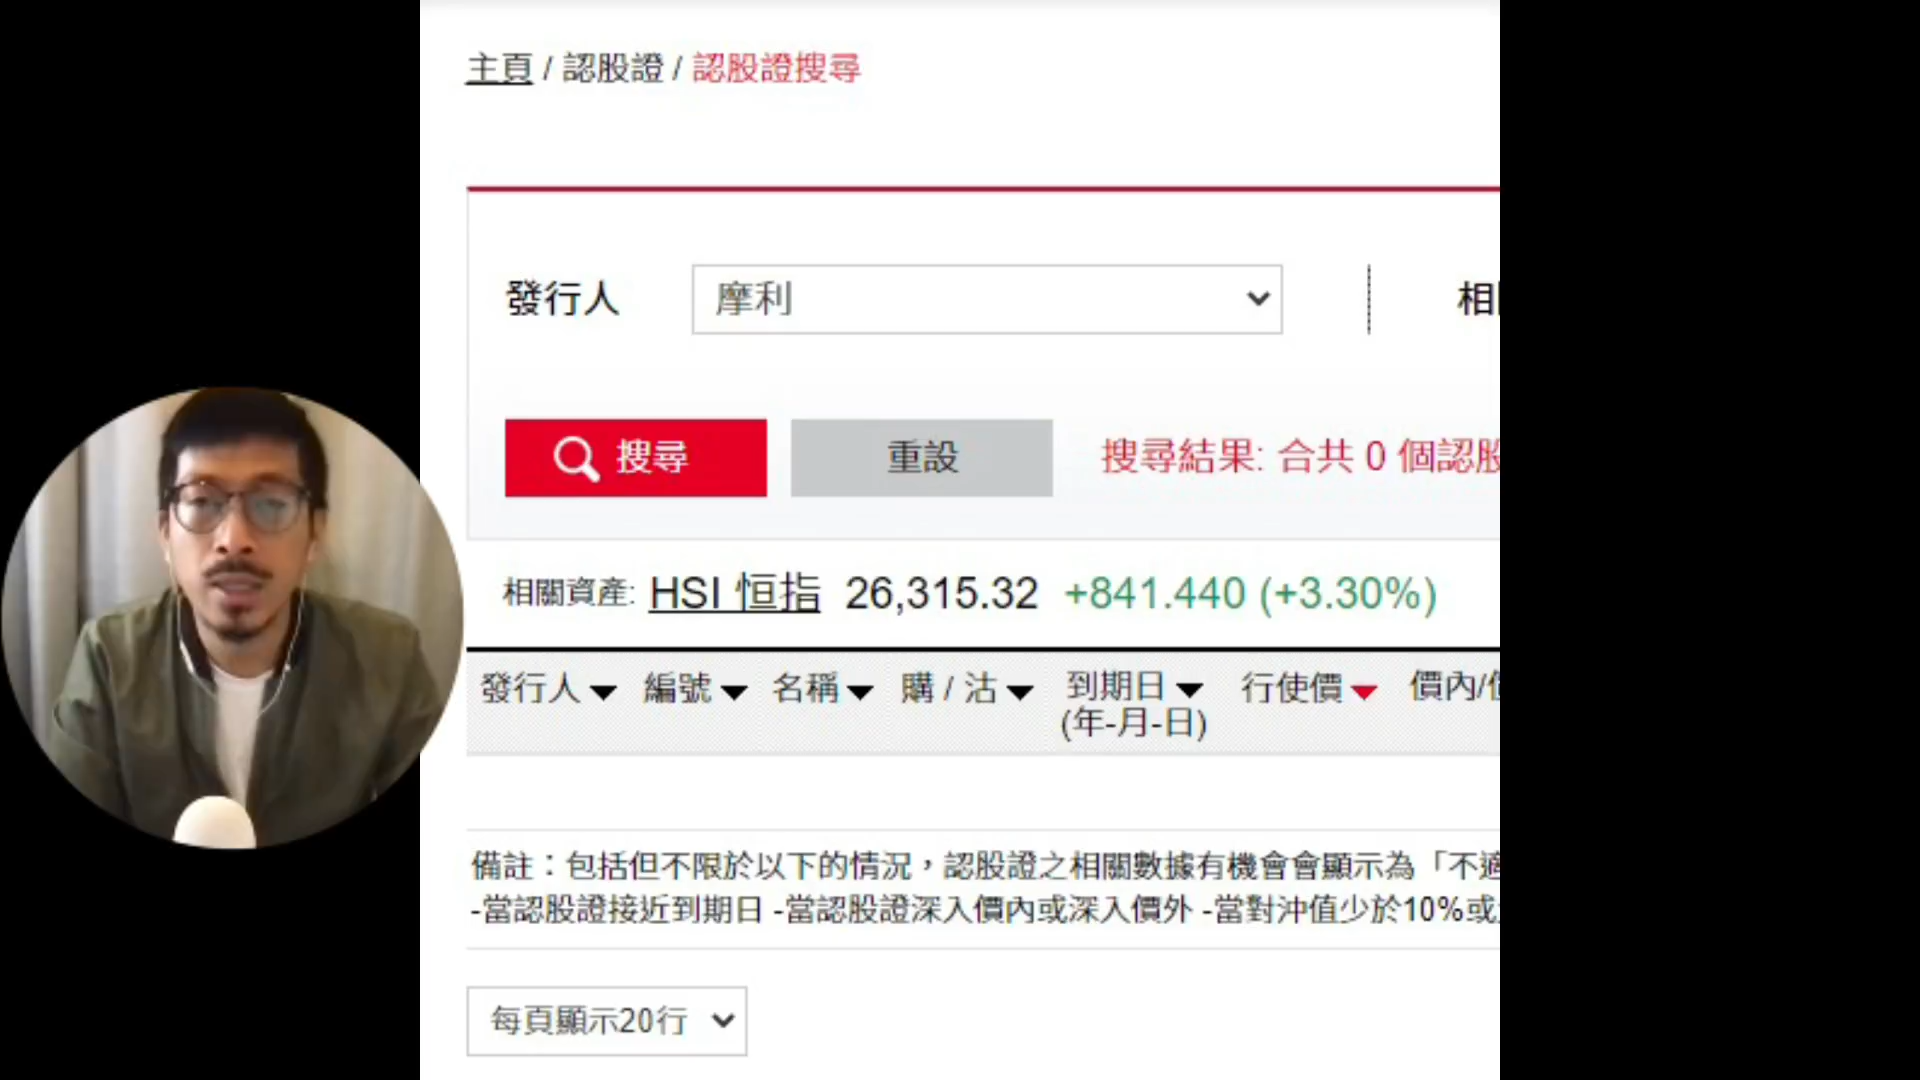 主頁 / 認股證 / 認股證搜尋
發行人 摩利
搜尋 重設 搜尋結果: 合共 0 個認股
相關資產: HSI 恒指 26,315.32 +841.440 (+3.30%)
發行人 編號 名稱 購 / 沽 到期日 (年-月-日) 行使價 價內/
備註：包括但不限於以下的情況，認股證之相關數據有機會會顯示為「不適
-當認股證接近到期日 -當認股證深入價內或深入價外 -當對沖值少於10%或
每頁顯示20行